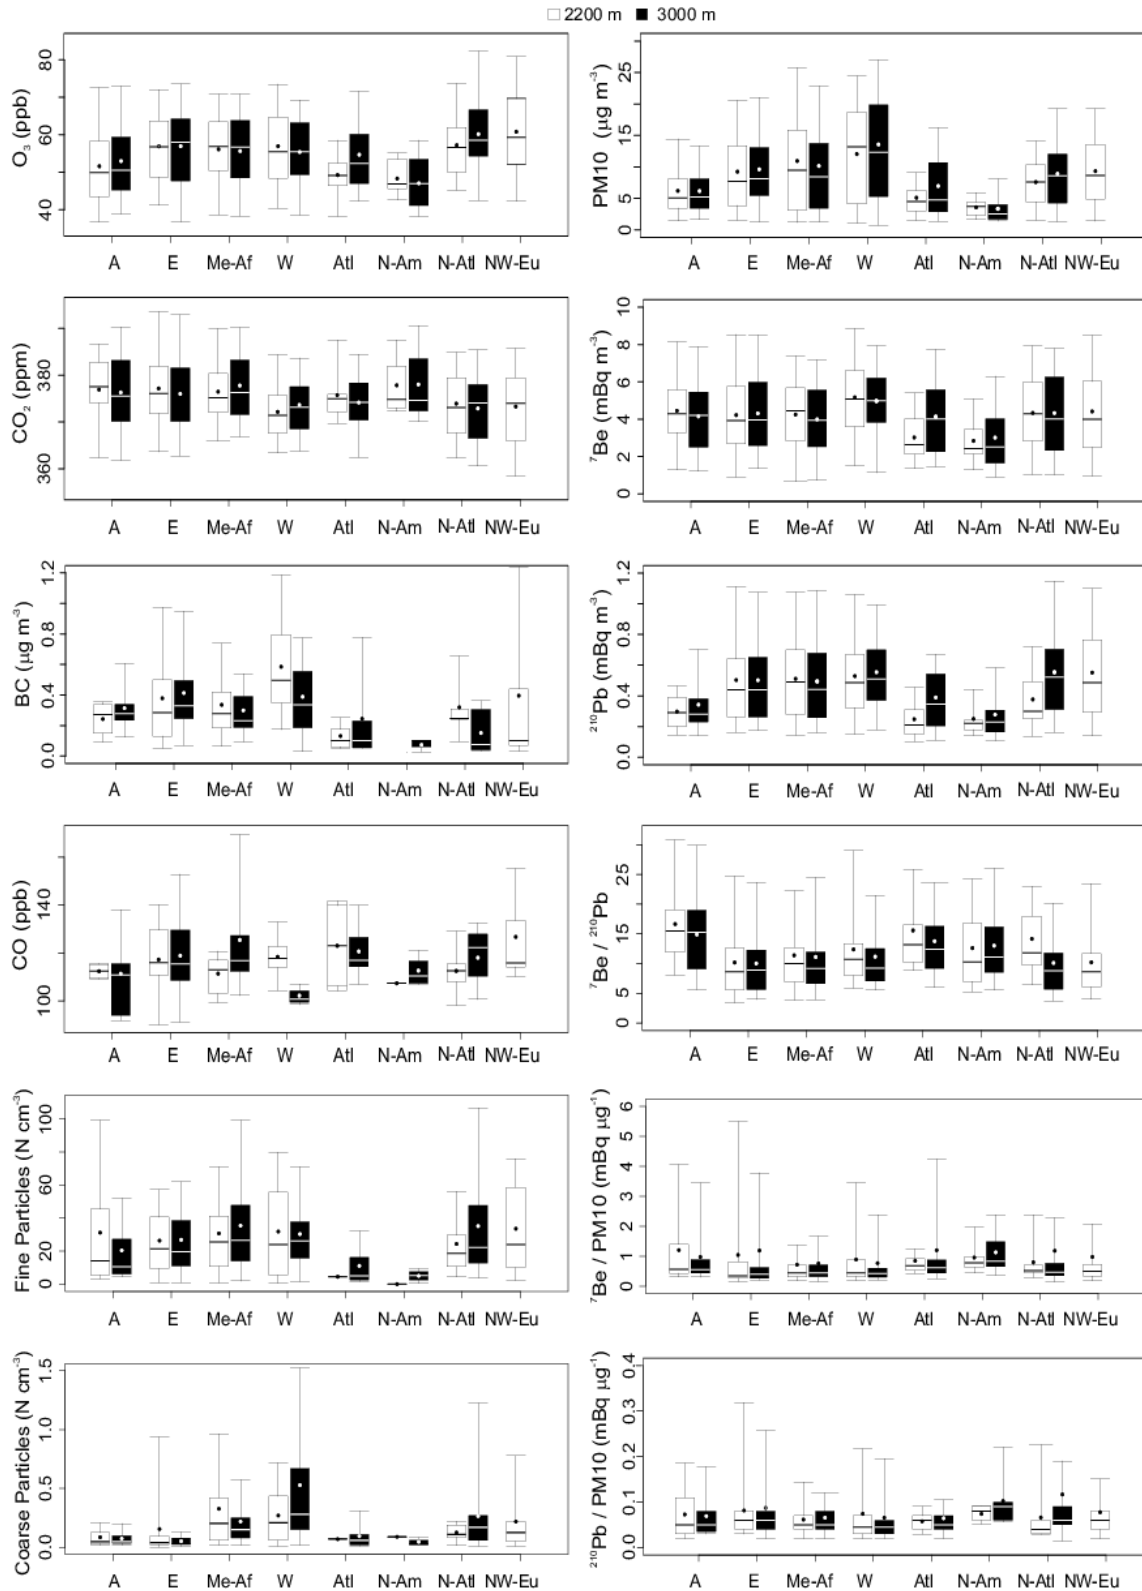 2200 m 3000 m
O₃ (ppb)
80
60
40
A E Me-Af W Atl N-Am N-Atl NW-Eu
PM10 (µg m⁻³)
25
15
5
0
A E Me-Af W Atl N-Am N-Atl NW-Eu
CO₂ (ppm)
380
360
A E Me-Af W Atl N-Am N-Atl NW-Eu
⁷Be (mBq m⁻³)
10
8
6
4
2
0
A E Me-Af W Atl N-Am N-Atl NW-Eu
BC (µg m⁻³)
1.2
0.8
0.4
0.0
A E Me-Af W Atl N-Am N-Atl NW-Eu
²¹⁰Pb (mBq m⁻³)
1.2
0.8
0.4
0.0
A E Me-Af W Atl N-Am N-Atl NW-Eu
CO (ppb)
140
100
A E Me-Af W Atl N-Am N-Atl NW-Eu
⁷Be / ²¹⁰Pb
25
15
5
0
A E Me-Af W Atl N-Am N-Atl NW-Eu
Fine Particles (N cm⁻³)
100
60
20
0
A E Me-Af W Atl N-Am N-Atl NW-Eu
⁷Be / PM10 (mBq µg⁻¹)
6
5
4
3
2
1
0
A E Me-Af W Atl N-Am N-Atl NW-Eu
Coarse Particles (N cm⁻³)
1.5
1.0
0.5
0.0
A E Me-Af W Atl N-Am N-Atl NW-Eu
²¹⁰Pb / PM10 (mBq µg⁻¹)
0.4
0.3
0.2
0.1
0.0
A E Me-Af W Atl N-Am N-Atl NW-Eu